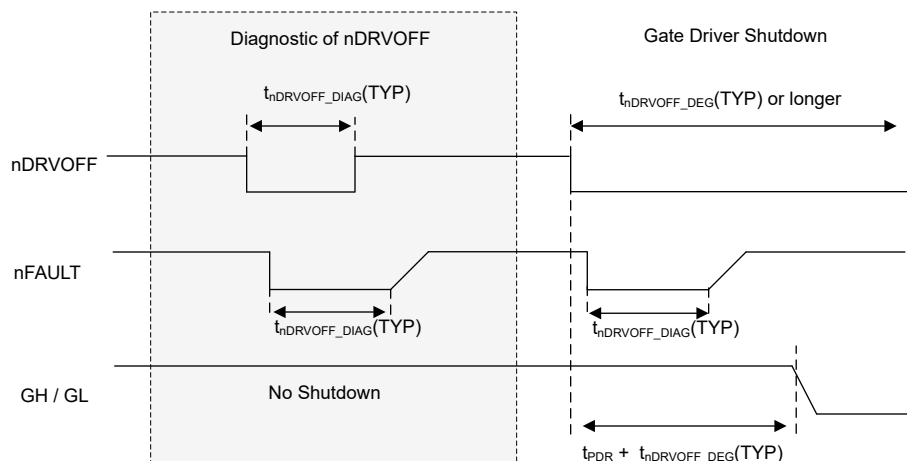 Diagnostic of nDRVOFF
Gate Driver Shutdown
tnDRVOFF_DIAG(TYP)
tnDRVOFF_DEG(TYP) or longer
nDRVOFF
nFAULT
tnDRVOFF_DIAG(TYP)
tnDRVOFF_DIAG(TYP)
GH / GL
No Shutdown
tPDR + tnDRVOFF_DEG(TYP)